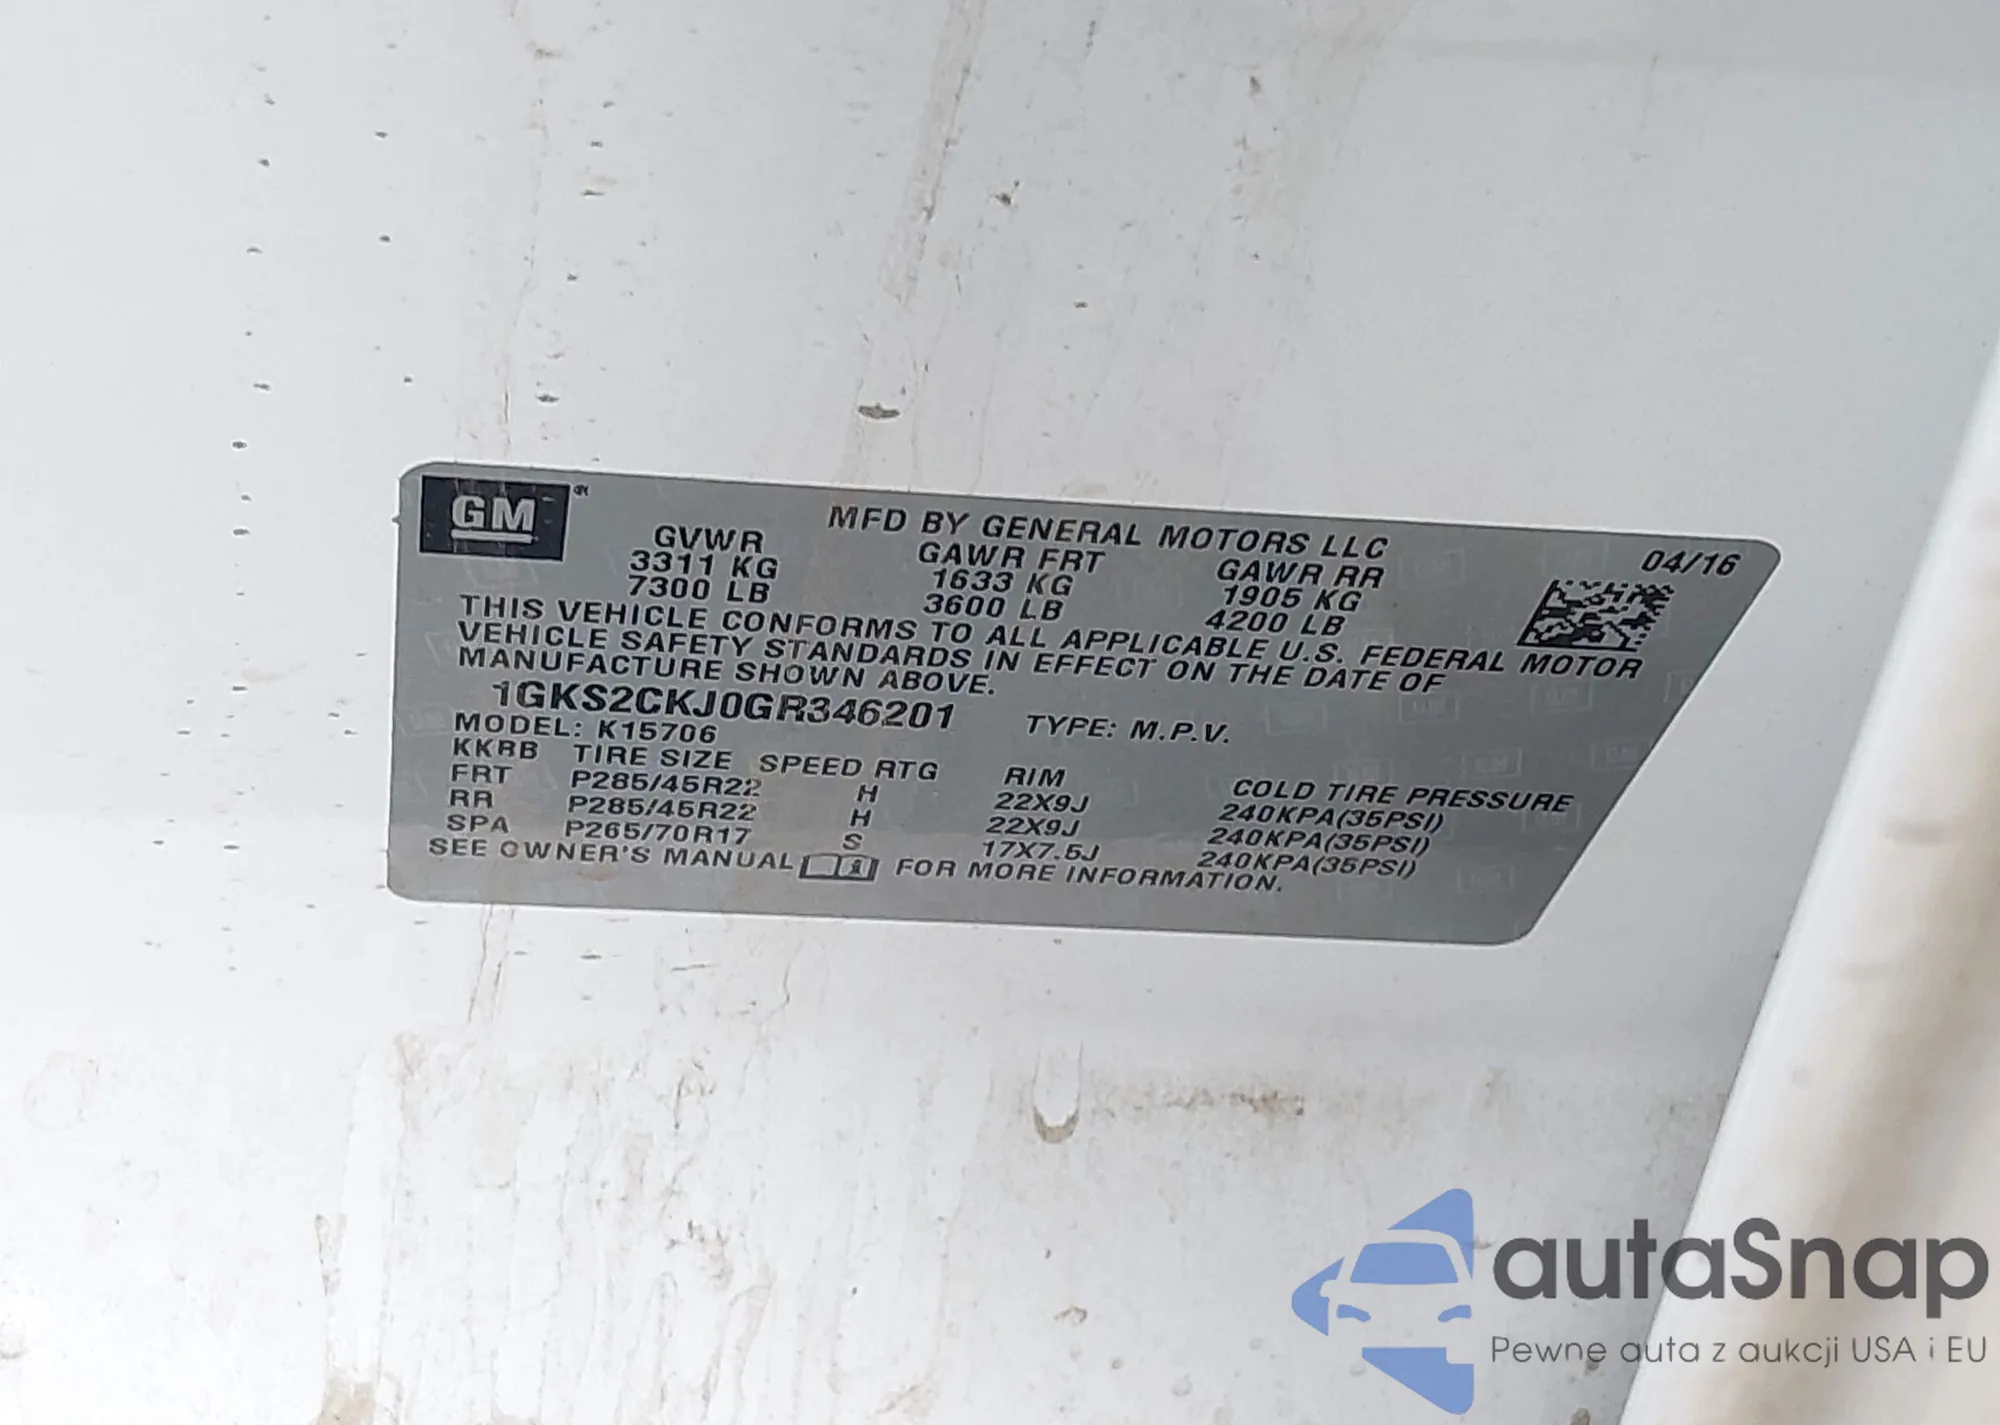 GM
MFD BY GENERAL MOTORS LLC
04/16
GVWR GAWR FRT GAWR RR
3311 KG 1633 KG 1905 KG
7300 LB 3600 LB 4200 LB
THIS VEHICLE CONFORMS TO ALL APPLICABLE U.S. FEDERAL MOTOR
VEHICLE SAFETY STANDARDS IN EFFECT ON THE DATE OF
MANUFACTURE SHOWN ABOVE.
1GKS2CKJ0GR346201 TYPE: M.P.V.
MODEL: K15706
KKRB TIRE SIZE SPEED RTG RIM COLD TIRE PRESSURE
FRT P285/45R22 H 22X9J 240KPA(35PSI)
RR P285/45R22 H 22X9J 240KPA(35PSI)
SPA P265/70R17 S 17X7.5J 240KPA(35PSI)
SEE OWNER'S MANUAL FOR MORE INFORMATION.
autaSnap
Pewne auta z aukcji USA i EU